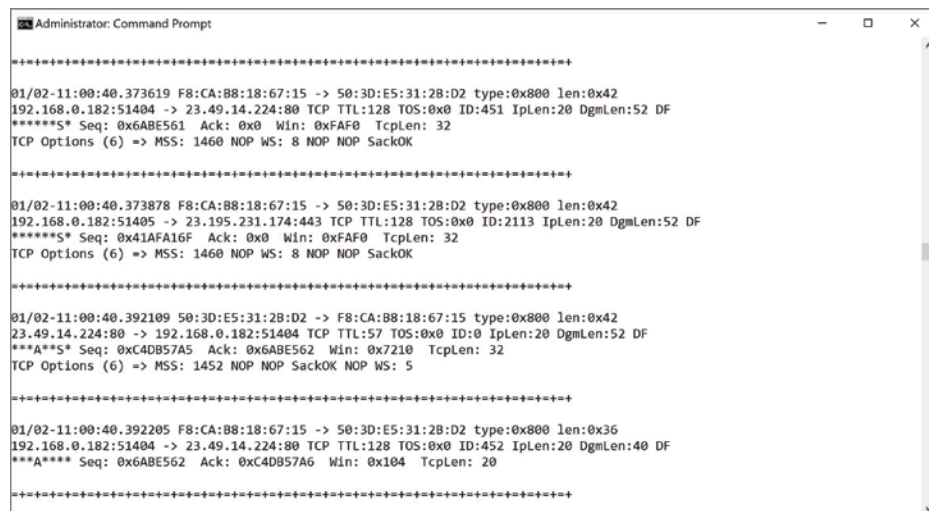 Administrator: Command Prompt
=+=+=+=+=+=+=+=+=+=+=+=+=+=+=+=+=+=+=+=+=+=+=+=+=+=+=+=+=+=+=+=+=+=+=+=+=+
01/02-11:00:40.373619 F8:CA:B8:18:67:15 -> 50:3D:E5:31:2B:D2 type:0x800 len:0x42
192.168.0.182:51404 -> 23.49.14.224:80 TCP TTL:128 TOS:0x0 ID:451 IpLen:20 DgmLen:52 DF
******S* Seq: 0x6ABE561 Ack: 0x0 Win: 0xFAF0 TcpLen: 32
TCP Options (6) => MSS: 1460 NOP WS: 8 NOP NOP SackOK
=+=+=+=+=+=+=+=+=+=+=+=+=+=+=+=+=+=+=+=+=+=+=+=+=+=+=+=+=+=+=+=+=+=+=+=+=+
01/02-11:00:40.373878 F8:CA:B8:18:67:15 -> 50:3D:E5:31:2B:D2 type:0x800 len:0x42
192.168.0.182:51405 -> 23.195.231.174:443 TCP TTL:128 TOS:0x0 ID:2113 IpLen:20 DgmLen:52 DF
******S* Seq: 0x41AFA16F Ack: 0x0 Win: 0xFAF0 TcpLen: 32
TCP Options (6) => MSS: 1460 NOP WS: 8 NOP NOP SackOK
=+=+=+=+=+=+=+=+=+=+=+=+=+=+=+=+=+=+=+=+=+=+=+=+=+=+=+=+=+=+=+=+=+=+=+=+=+
01/02-11:00:40.392109 50:3D:E5:31:2B:D2 -> F8:CA:B8:18:67:15 type:0x800 len:0x42
23.49.14.224:80 -> 192.168.0.182:51404 TCP TTL:57 TOS:0x0 ID:0 IpLen:20 DgmLen:52 DF
***A**S* Seq: 0xC4DB57A5 Ack: 0x6ABE562 Win: 0x7210 TcpLen: 32
TCP Options (6) => MSS: 1452 NOP NOP SackOK NOP WS: 5
=+=+=+=+=+=+=+=+=+=+=+=+=+=+=+=+=+=+=+=+=+=+=+=+=+=+=+=+=+=+=+=+=+=+=+=+=+
01/02-11:00:40.392205 F8:CA:B8:18:67:15 -> 50:3D:E5:31:2B:D2 type:0x800 len:0x36
192.168.0.182:51404 -> 23.49.14.224:80 TCP TTL:128 TOS:0x0 ID:452 IpLen:20 DgmLen:40 DF
***A**** Seq: 0x6ABE562 Ack: 0xC4DB57A6 Win: 0x104 TcpLen: 20
=+=+=+=+=+=+=+=+=+=+=+=+=+=+=+=+=+=+=+=+=+=+=+=+=+=+=+=+=+=+=+=+=+=+=+=+=+